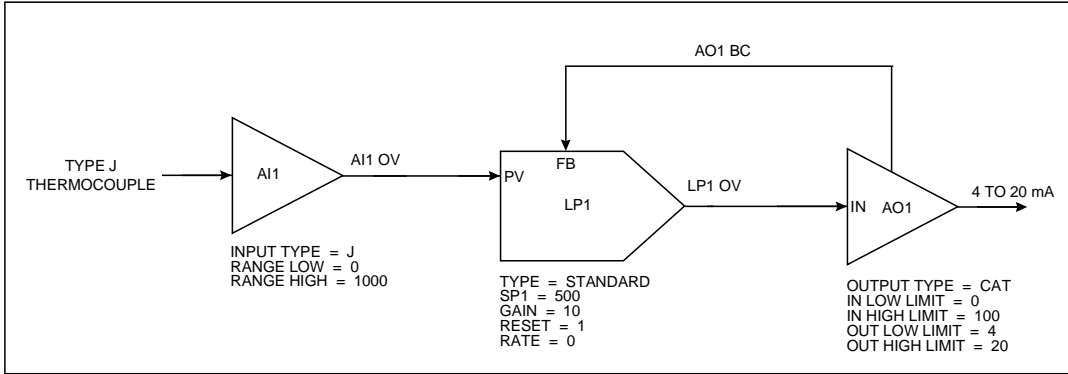 AO1 BC
TYPE J
THERMOCOUPLE
AI1
AI1 OV
INPUT TYPE = J
RANGE LOW = 0
RANGE HIGH = 1000
FB
PV
LP1
TYPE = STANDARD
SP1 = 500
GAIN = 10
RESET = 1
RATE = 0
LP1 OV
IN
AO1
4 TO 20 mA
OUTPUT TYPE = CAT
IN LOW LIMIT = 0
IN HIGH LIMIT = 100
OUT LOW LIMIT = 4
OUT HIGH LIMIT = 20